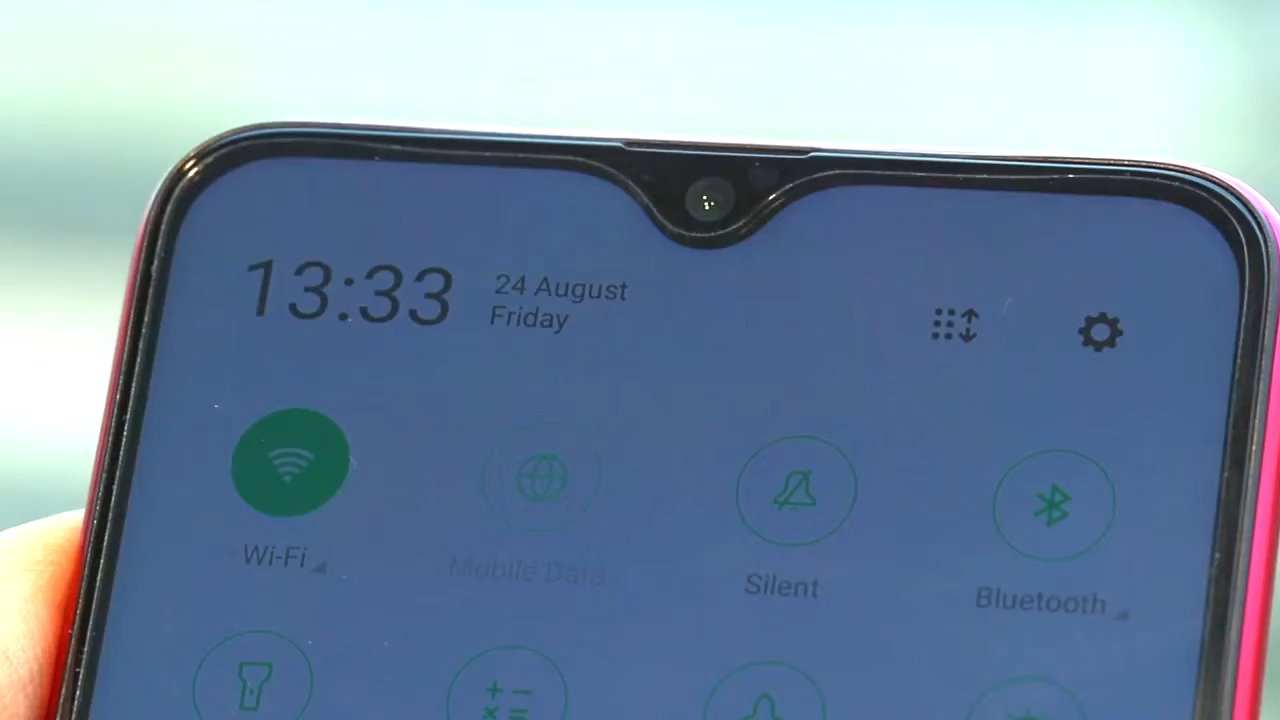 13:33
24 August
Friday
Wi-Fi
Mobile Data
Silent
Bluetooth